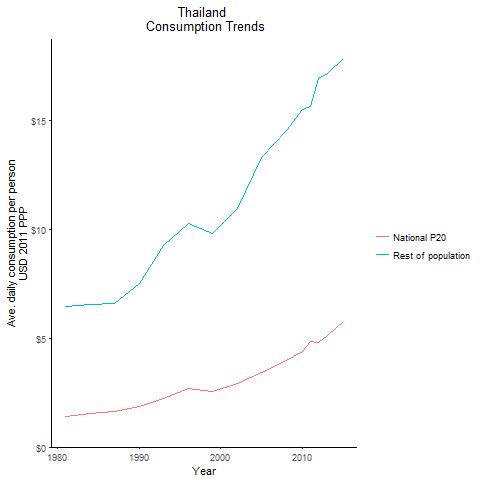 Thailand
Consumption Trends
Ave. daily consumption per person
USD 2011 PPP
$15
$10
$5
$0
1980
1990
2000
2010
Year
National P20
Rest of population